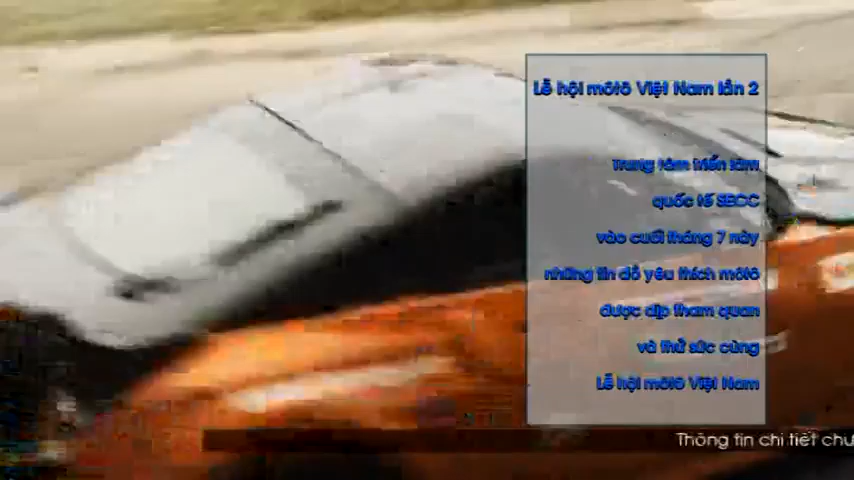 Lễ hội môtô Việt Nam lần 2
Trung tâm triển lãm
quốc tế SECC
vào cuối tháng 7 này
những tín đồ yêu thích môtô
được dịp tham quan
và thử sức cùng
Lễ hội môtô Việt Nam
Thông tin chi tiết chư